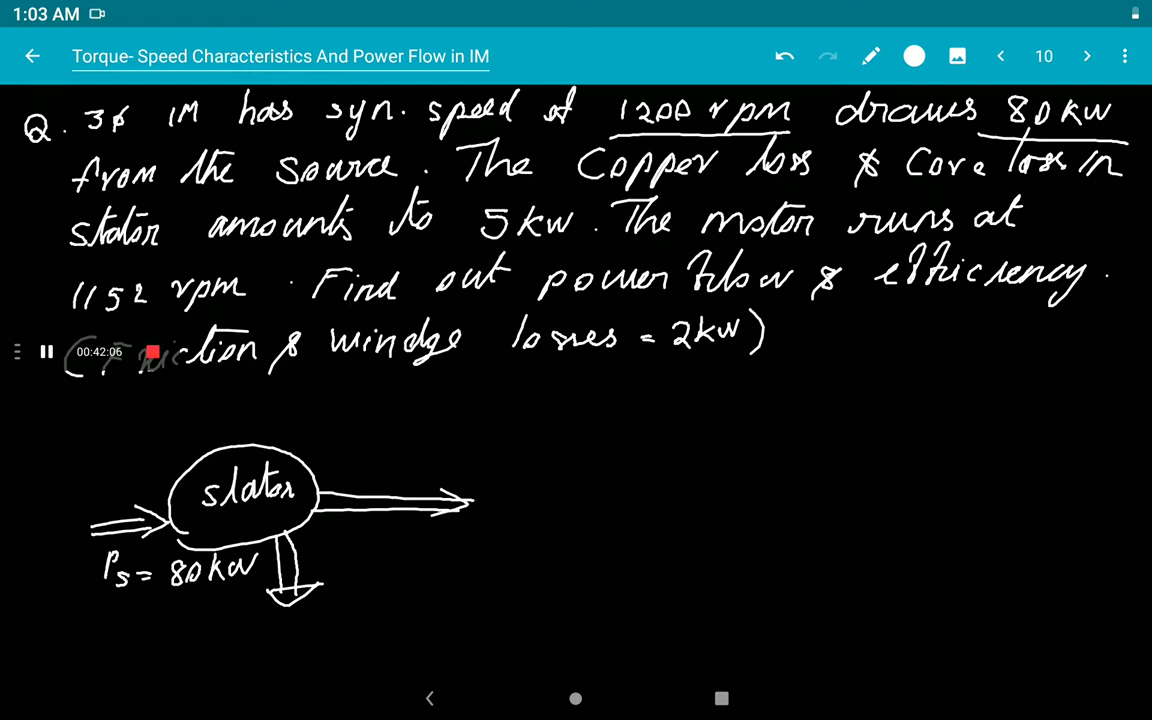 1:03 AM
Torque- Speed Characteristics And Power Flow in IM
10
Q. 3ϕ IM has syn. speed of 1200 rpm draws 80 kW
from the source. The Copper loss & Core loss in
stator amounts to 5 kW. The motor runs at
1152 rpm. Find out power flow & efficiency.
(Friction & windge losses = 2 kW)
00:42:06
stator
Ps = 80 kW